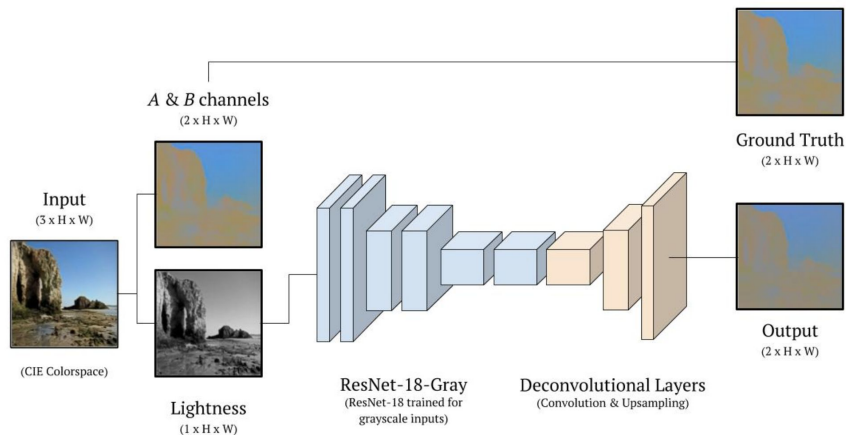 A & B channels
(2 x H x W)
Ground Truth
(2 x H x W)
Input
(3 x H x W)
(CIE Colorspace)
Lightness
(1 x H x W)
ResNet-18-Gray
(ResNet-18 trained for
grayscale inputs)
Deconvolutional Layers
(Convolution & Upsampling)
Output
(2 x H x W)